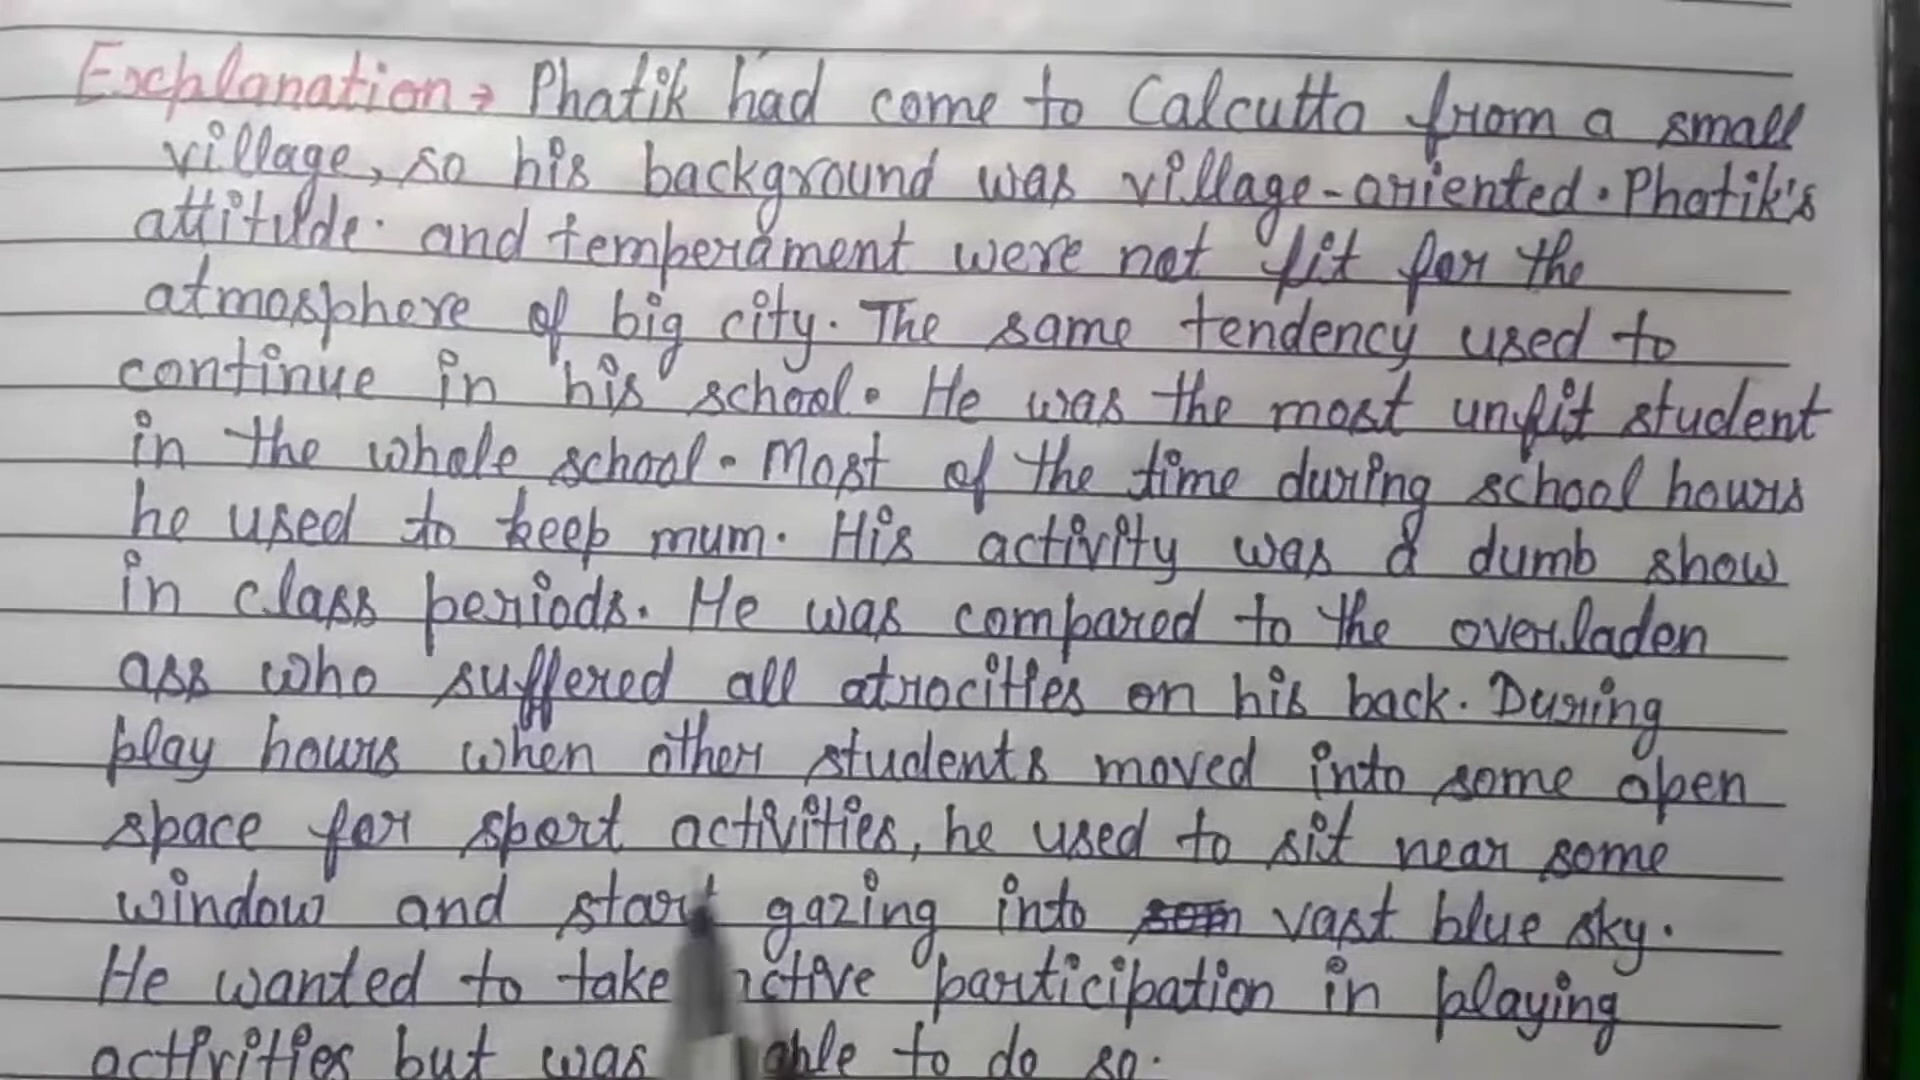 Explanation → Phatik had come to Calcutta from a small
village, so his background was village-oriented. Phatik's
attitude and temperament were not fit for the
atmosphere of big city. The same tendency used to
continue in his school. He was the most unfit student
in the whole school. Most of the time during school hours
he used to keep mum. His activity was a dumb show
in class periods. He was compared to the overladen
ass who suffered all atrocities on his back. During
play hours when other students moved into some open
space for sport activities, he used to sit near some
window and start gazing into vast blue sky.
He wanted to take participation in playing
activities but was to do so.